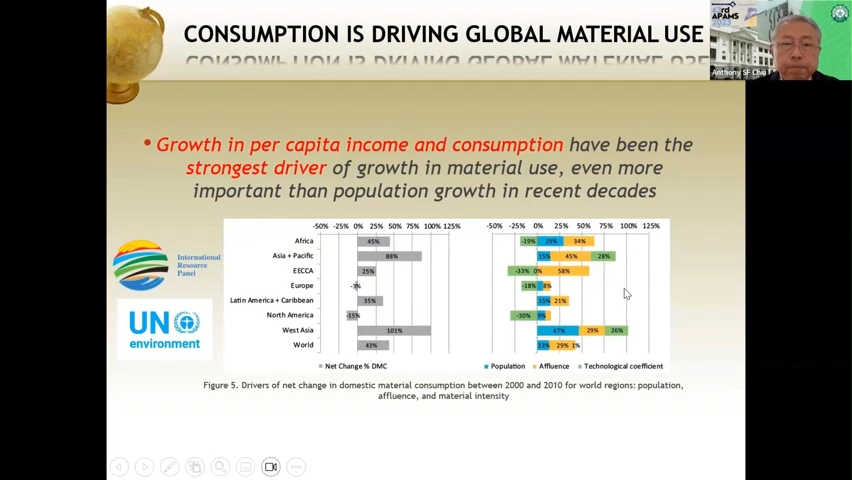 CONSUMPTION IS DRIVING GLOBAL MATERIAL USE
3rd
APAMS
2023
Anthony SF Chiu
• Growth in per capita income and consumption have been the
strongest driver of growth in material use, even more
important than population growth in recent decades
International
Resource
Panel
UN
environment
-50% -25% 0% 25% 50% 75% 100% 125%
Africa 45%
Asia + Pacific 88%
EECCA 25%
Europe -3%
Latin America + Caribbean 35%
North America -15%
West Asia 101%
World 43%
Net Change % DMC
-50% -25% 0% 25% 50% 75% 100% 125%
-19% 29% 34%
15% 45% 28%
-33% 0% 58%
-18% 8%
15% 21%
-30% 9%
47% 29% 26%
13% 29% 1%
Population Affluence Technological coefficient
Figure 5. Drivers of net change in domestic material consumption between 2000 and 2010 for world regions: population,
affluence, and material intensity